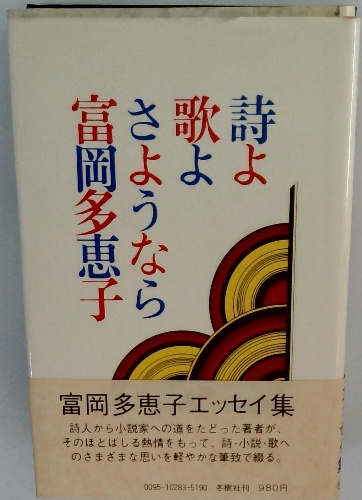 詩よ
歌よ
さようなら
富岡多恵子
富岡多恵子エッセイ集
詩人から小説家への道をたどった著者が、
そのほとばしる熱情をもって、詩・小説・歌へ
のさまざまな思いを軽やかな筆致で綴る。
0095-10283-5190 冬樹社刊 980円